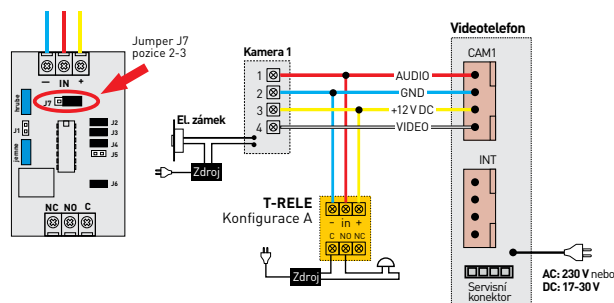 Jumper J7
pozice 2-3
– IN +
hrube
J7
J1
jemne
J2
J3
J4
J5
J6
NC NO C
Kamera 1
1
2
3
4
El. zámek
Zdroj
AUDIO
GND
+12 V DC
VIDEO
T-RELE
Konfigurace A
- in +
C NO NC
Zdroj
Videotelefon
CAM1
INT
Servisní
konektor
AC: 230 V nebo
DC: 17-30 V